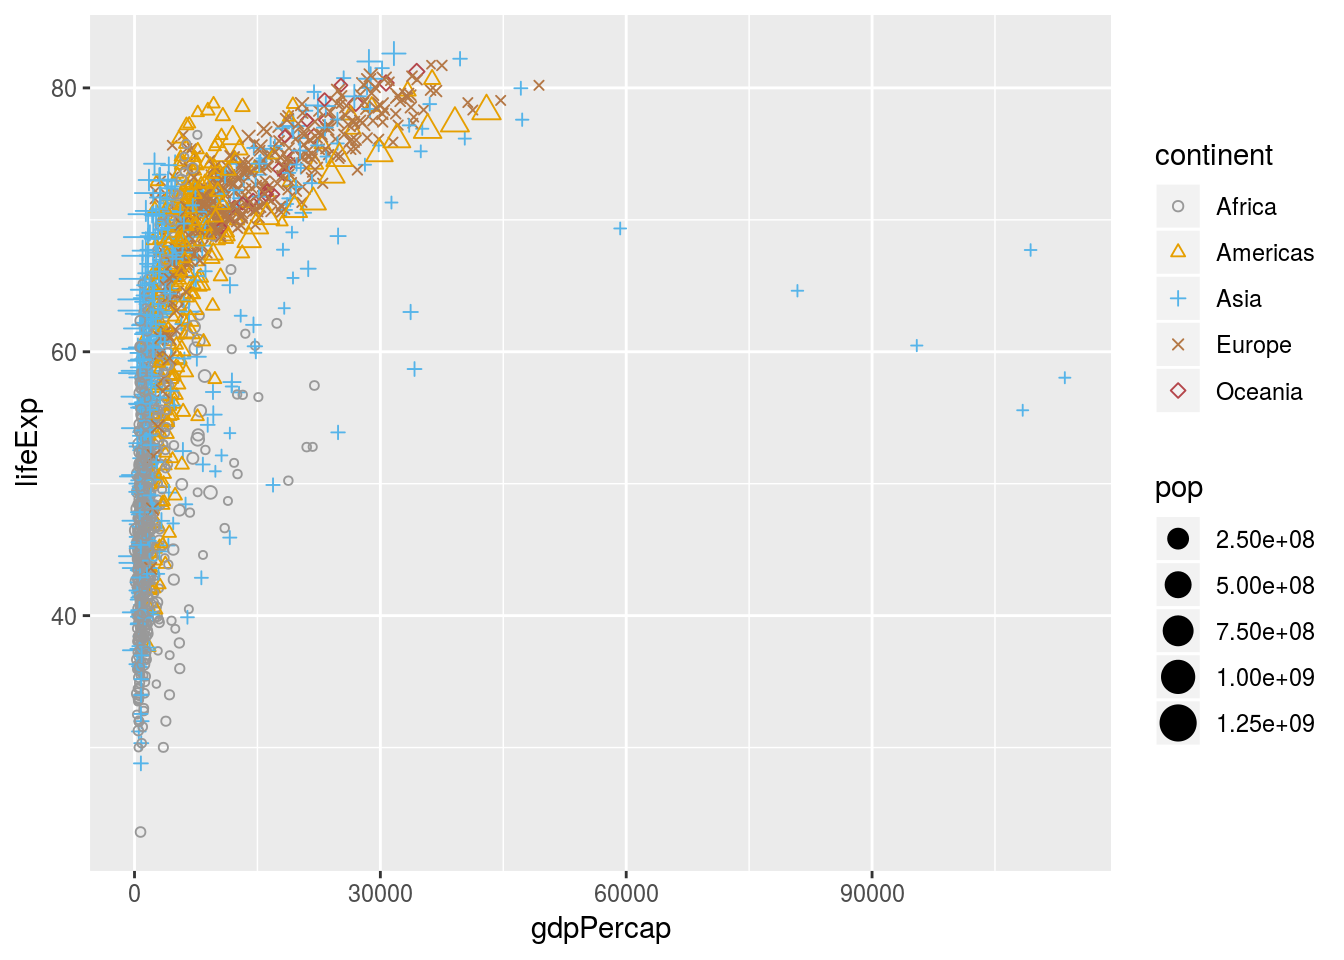 80
60
40
lifeExp
0 30000 60000 90000
gdpPercap
continent
Africa
Americas
Asia
Europe
Oceania
pop
2.50e+08
5.00e+08
7.50e+08
1.00e+09
1.25e+09